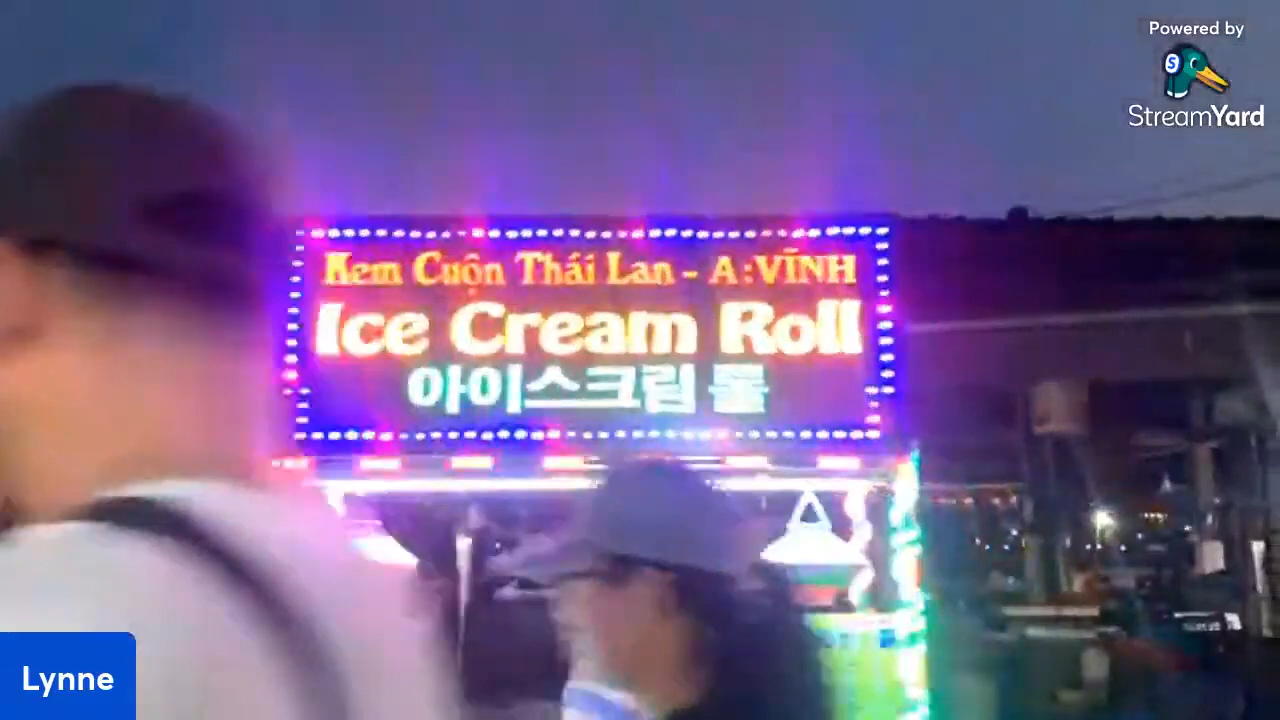 Powered by
StreamYard
Kem Cuộn Thái Lan - A:VĨNH
Ice Cream Roll
아이스크림 롤
Lynne